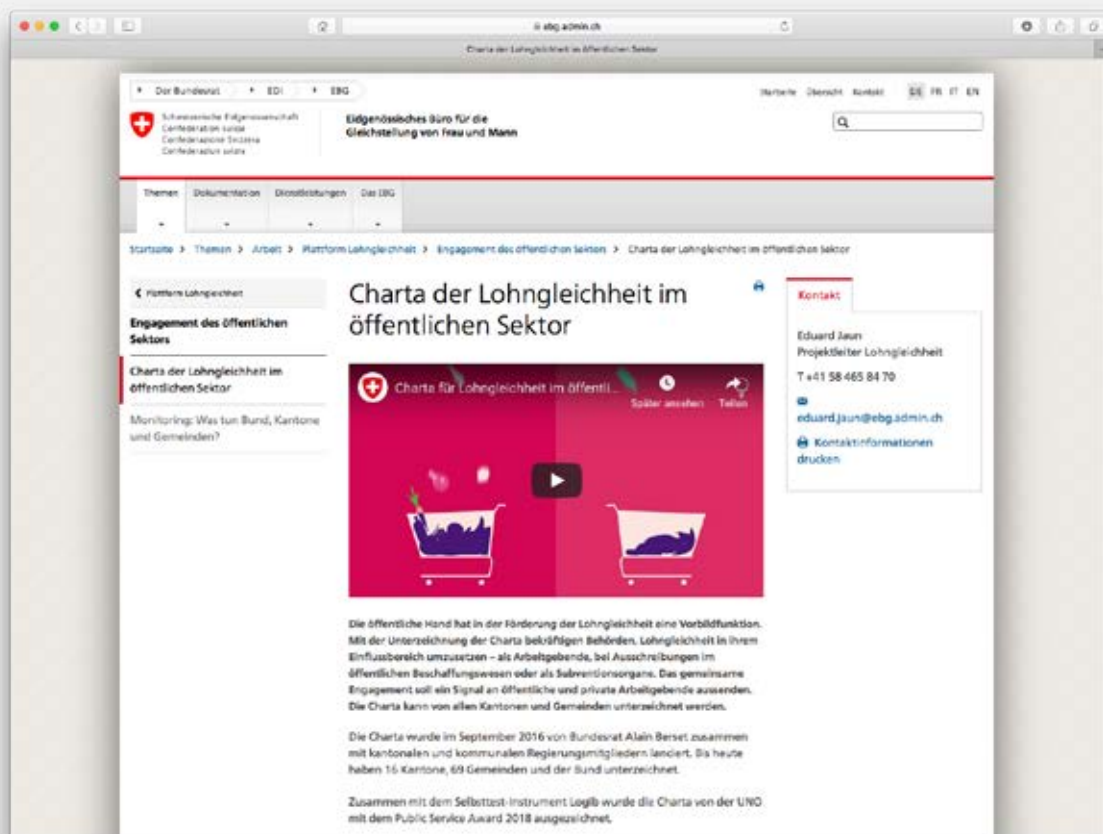 ebg.admin.ch
Charta der Lohngleichheit im öffentlichen Sektor
Der Bundesrat EDI EBG
Startseite Übersicht Kontakt DE FR IT EN
Schweizerische Eidgenossenschaft
Confédération suisse
Confederazione Svizzera
Confederaziun svizra
Eidgenössisches Büro für die
Gleichstellung von Frau und Mann
Themen Dokumentation Dienstleistungen Das EBG
Startseite > Themen > Arbeit > Plattform Lohngleichheit > Engagement des öffentlichen Sektors > Charta der Lohngleichheit im öffentlichen Sektor
Plattform Lohngleichheit
Engagement des öffentlichen
Sektors
Charta der Lohngleichheit im
öffentlichen Sektor
Monitoring: Was tun Bund, Kantone
und Gemeinden?
Charta der Lohngleichheit im
öffentlichen Sektor
Charta für Lohngleichheit im öffentli...
Später ansehen Teilen
Die öffentliche Hand hat in der Förderung der Lohngleichheit eine Vorbildfunktion.
Mit der Unterzeichnung der Charta bekräftigen Behörden, Lohngleichheit in ihrem
Einflussbereich umzusetzen – als Arbeitgebende, bei Ausschreibungen im
öffentlichen Beschaffungswesen oder als Subventionsorgane. Das gemeinsame
Engagement soll ein Signal an öffentliche und private Arbeitgebende aussenden.
Die Charta kann von allen Kantonen und Gemeinden unterzeichnet werden.
Die Charta wurde im September 2016 von Bundesrat Alain Berset zusammen
mit kantonalen und kommunalen Regierungsmitgliedern lanciert. Bis heute
haben 16 Kantone, 69 Gemeinden und der Bund unterzeichnet.
Zusammen mit dem Selbsttest-Instrument Logib wurde die Charta von der UNO
mit dem Public Service Award 2018 ausgezeichnet.
Kontakt
Eduard Jaun
Projektleiter Lohngleichheit
T +41 58 465 84 70
eduard.jaun@ebg.admin.ch
Kontaktinformationen
drucken